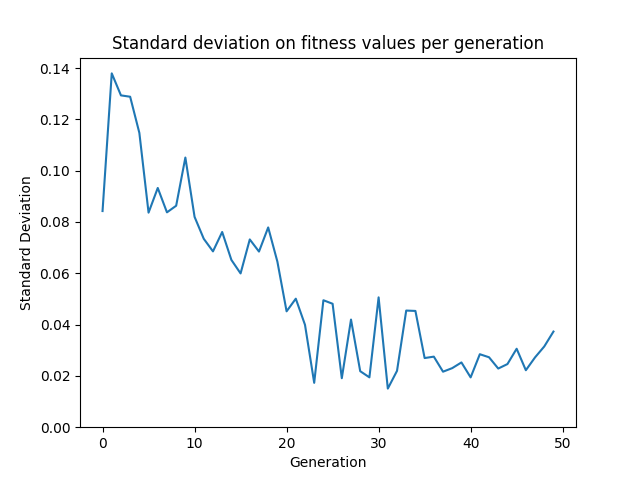 Standard deviation on fitness values per generation
0.14
0.12
0.10
0.08
0.06
0.04
0.02
0.00
Standard Deviation
0 10 20 30 40 50
Generation